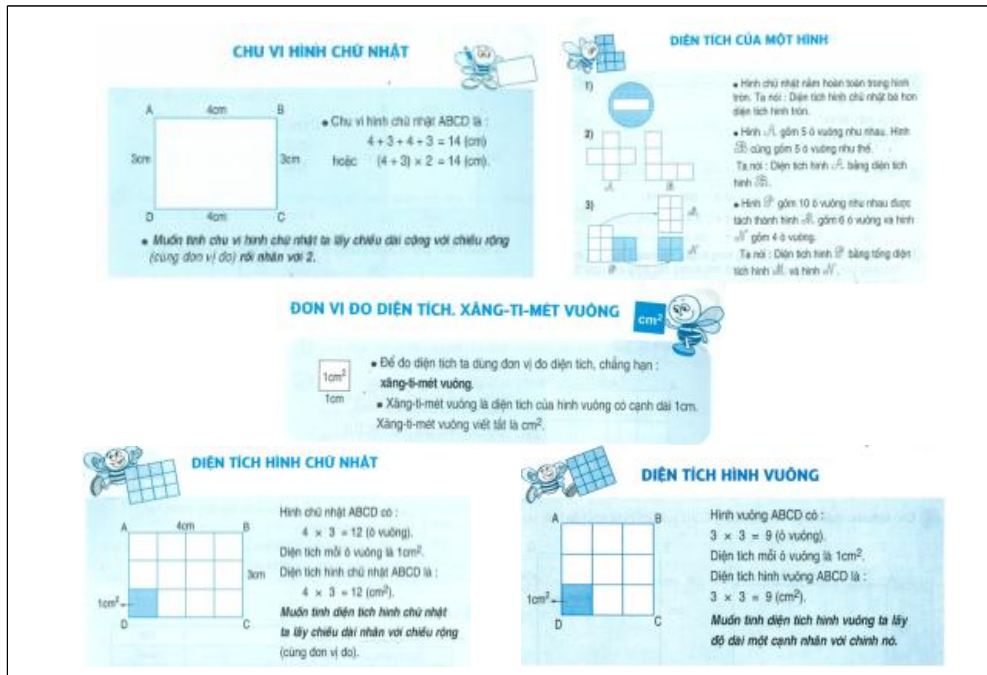 CHU VI HÌNH CHỮ NHẬT
A 4cm B
3cm 3cm
D 4cm C
• Chu vi hình chữ nhật ABCD là :
4 + 3 + 4 + 3 = 14 (cm)
hoặc (4 + 3) × 2 = 14 (cm).
• Muốn tính chu vi hình chữ nhật ta lấy chiều dài cộng với chiều rộng
(cùng đơn vị đo) rồi nhân với 2.
DIỆN TÍCH CỦA MỘT HÌNH
1)
• Hình chữ nhật nằm hoàn toàn trong hình
tròn. Ta nói : Diện tích hình chữ nhật bé hơn
diện tích hình tròn.
2)
A B
• Hình A gồm 5 ô vuông như nhau. Hình
B cũng gồm 5 ô vuông như thế.
Ta nói : Diện tích hình A bằng diện tích
hình B.
3)
M
P N
• Hình P gồm 10 ô vuông như nhau được
tách thành hình M gồm 6 ô vuông và hình
N gồm 4 ô vuông.
Ta nói : Diện tích hình P bằng tổng diện
tích hình M và hình N.
ĐƠN VỊ ĐO DIỆN TÍCH. XĂNG-TI-MÉT VUÔNG
cm²
1cm²
1cm
• Để đo diện tích ta dùng đơn vị đo diện tích, chẳng hạn :
xăng-ti-mét vuông.
• Xăng-ti-mét vuông là diện tích của hình vuông có cạnh dài 1cm.
Xăng-ti-mét vuông viết tắt là cm².
DIỆN TÍCH HÌNH CHỮ NHẬT
A 4cm B
3cm
1cm²
D C
Hình chữ nhật ABCD có :
4 × 3 = 12 (ô vuông).
Diện tích mỗi ô vuông là 1cm².
Diện tích hình chữ nhật ABCD là :
4 × 3 = 12 (cm²).
Muốn tính diện tích hình chữ nhật
ta lấy chiều dài nhân với chiều rộng
(cùng đơn vị đo).
DIỆN TÍCH HÌNH VUÔNG
A B
1cm²
D C
Hình vuông ABCD có :
3 × 3 = 9 (ô vuông).
Diện tích mỗi ô vuông là 1cm².
Diện tích hình vuông ABCD là :
3 × 3 = 9 (cm²).
Muốn tính diện tích hình vuông ta lấy
độ dài một cạnh nhân với chính nó.